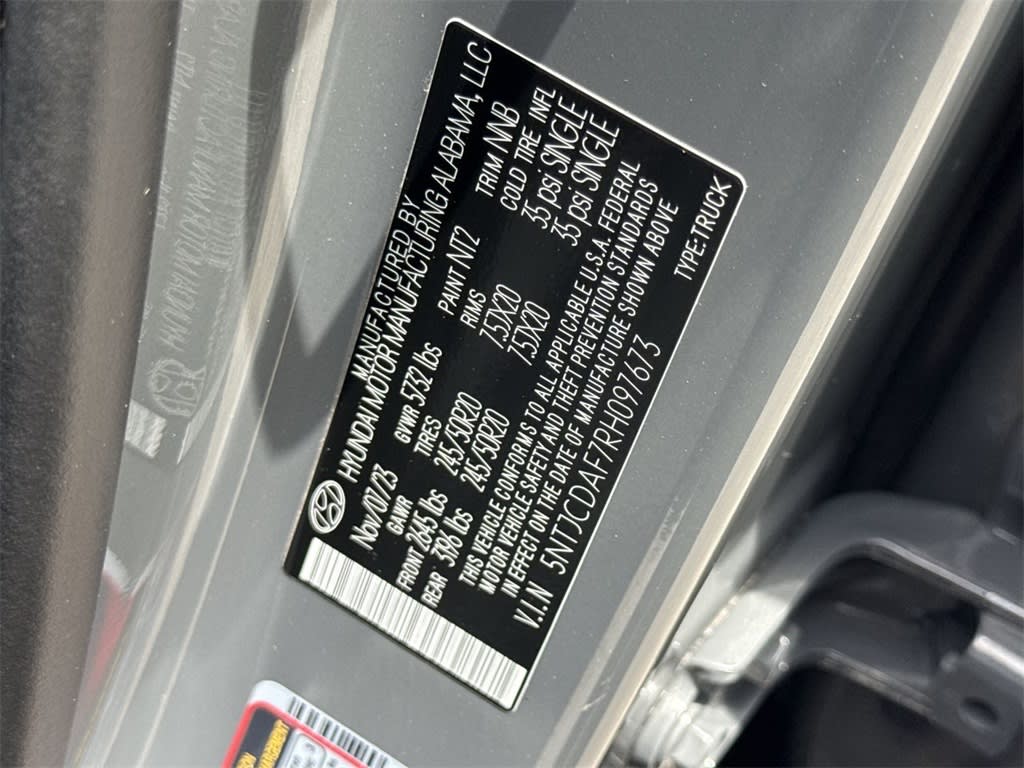 MANUFACTURED BY
HYUNDAI MOTOR MANUFACTURING ALABAMA, LLC
Nov/07/23 GVWR 5732 lbs PAINT NT2 TRIM NNB
GAWR TIRES RIMS COLD TIRE INFL
FRONT 2645 lbs 245/50R20 7.5JX20 35 psi SINGLE
REAR 3196 lbs 245/50R20 7.5JX20 35 psi SINGLE
THIS VEHICLE CONFORMS TO ALL APPLICABLE U.S.A. FEDERAL
MOTOR VEHICLE SAFETY AND THEFT PREVENTION STANDARDS
IN EFFECT ON THE DATE OF MANUFACTURE SHOWN ABOVE
V.I.N 5NTJCDAF7RH097673 TYPE:TRUCK